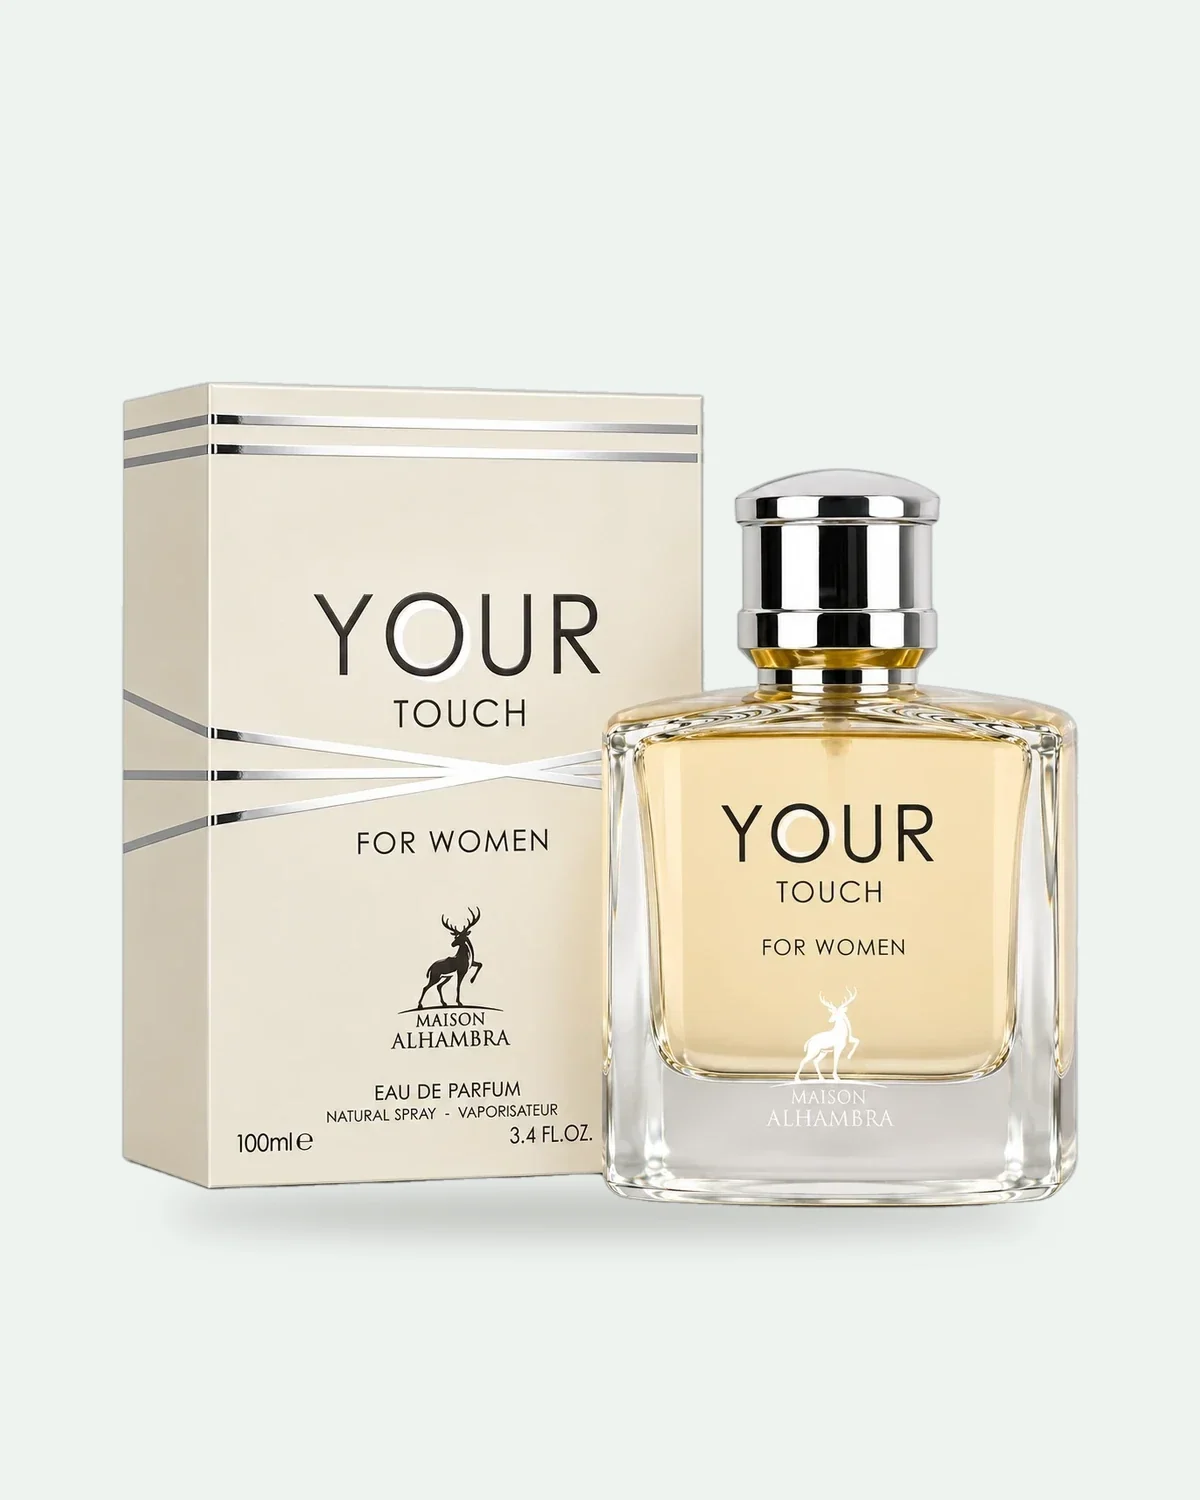 YOUR
TOUCH
FOR WOMEN
MAISON
ALHAMBRA
EAU DE PARFUM
NATURAL SPRAY - VAPORISATEUR
100ml e
3.4 FL.OZ.
YOUR
TOUCH
FOR WOMEN
MAISON
ALHAMBRA